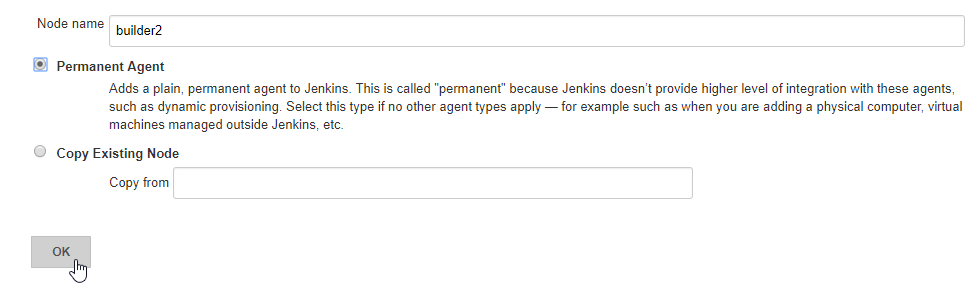 Node name
builder2
Permanent Agent
Adds a plain, permanent agent to Jenkins. This is called "permanent" because Jenkins doesn't provide higher level of integration with these agents,
such as dynamic provisioning. Select this type if no other agent types apply — for example such as when you are adding a physical computer, virtual
machines managed outside Jenkins, etc.
Copy Existing Node
Copy from
OK